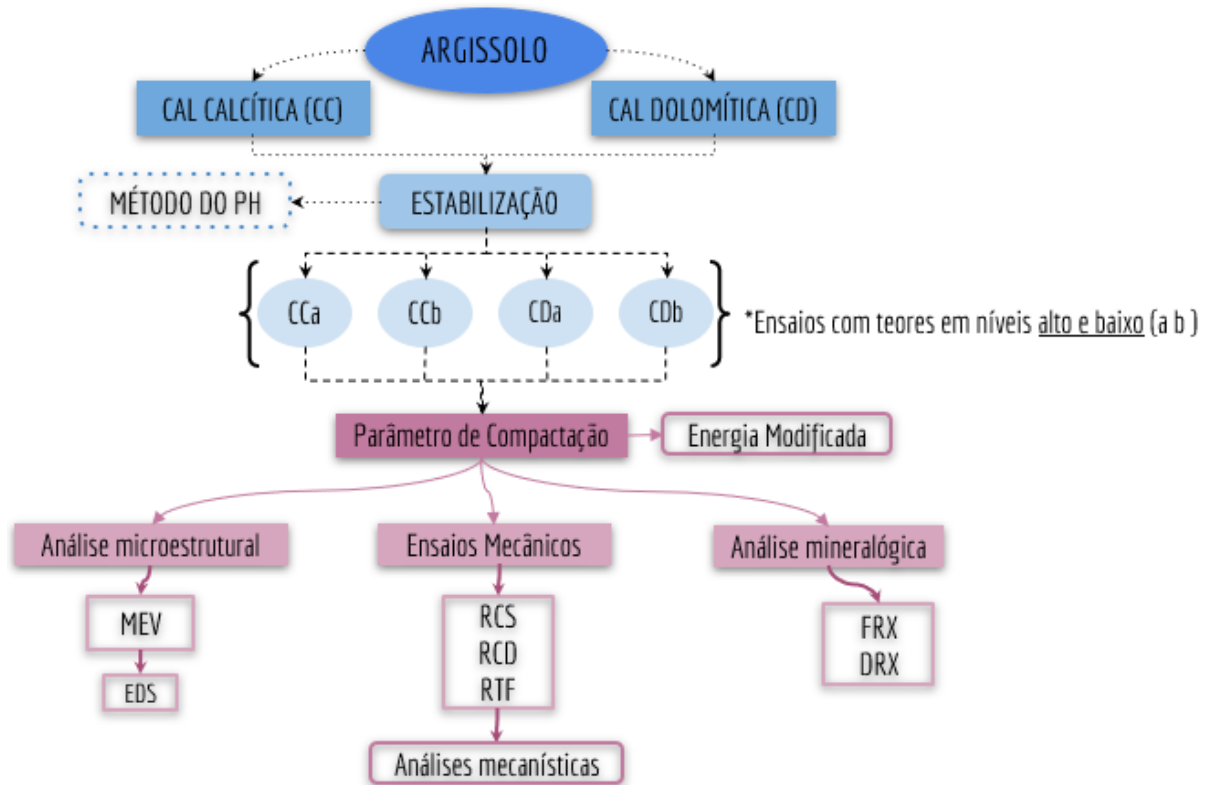 ARGISSOLO
CAL CALCÍTICA (CC)
CAL DOLOMÍTICA (CD)
MÉTODO DO PH
ESTABILIZAÇÃO
CCa
CCb
CDa
CDb
*Ensaios com teores em níveis alto e baixo (a b )
Parâmetro de Compactação
Energia Modificada
Análise microestrutural
Ensaios Mecânicos
Análise mineralógica
MEV
RCS
RCD
RTF
FRX
DRX
EDS
Análises mecanísticas